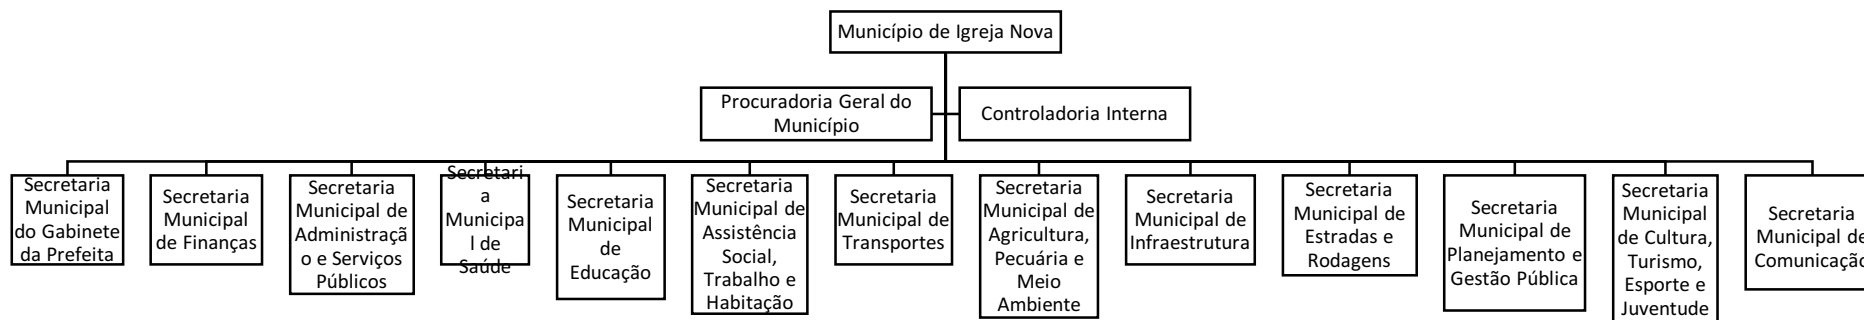 Município de Igreja Nova
Procuradoria Geral do
Município
Controladoria Interna
Secretaria
Municipal
do Gabinete
da Prefeita
Secretaria
Municipal
de Finanças
Secretaria
Municipal de
Administraçã
o e Serviços
Públicos
Secretari
a
Municipa
l de
Saúde
Secretaria
Municipal
de
Educação
Secretaria
Municipal de
Assistência
Social,
Trabalho e
Habitação
Secretaria
Municipal de
Transportes
Secretaria
Municipal de
Agricultura,
Pecuária e
Meio
Ambiente
Secretaria
Municipal de
Infraestrutura
Secretaria
Municipal de
Estradas e
Rodagens
Secretaria
Municipal de
Planejamento e
Gestão Pública
Secretaria
Municipal
de Cultura,
Turismo,
Esporte e
Juventude
Secretaria
Municipal de
Comunicação